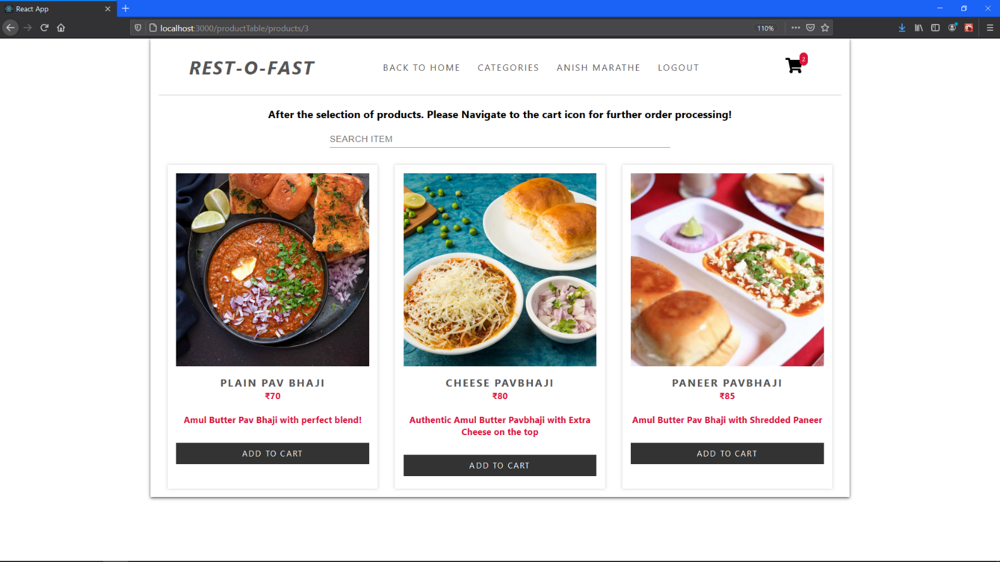 React App
localhost:3000/productTable/products/3
110%
REST-O-FAST
BACK TO HOME
CATEGORIES
ANISH MARATHE
LOGOUT
2
After the selection of products. Please Navigate to the cart icon for further order processing!
SEARCH ITEM
PLAIN PAV BHAJI
₹70
Amul Butter Pav Bhaji with perfect blend!
ADD TO CART
CHEESE PAVBHAJI
₹80
Authentic Amul Butter Pavbhaji with Extra
Cheese on the top
ADD TO CART
PANEER PAVBHAJI
₹85
Amul Butter Pav Bhaji with Shredded Paneer
ADD TO CART